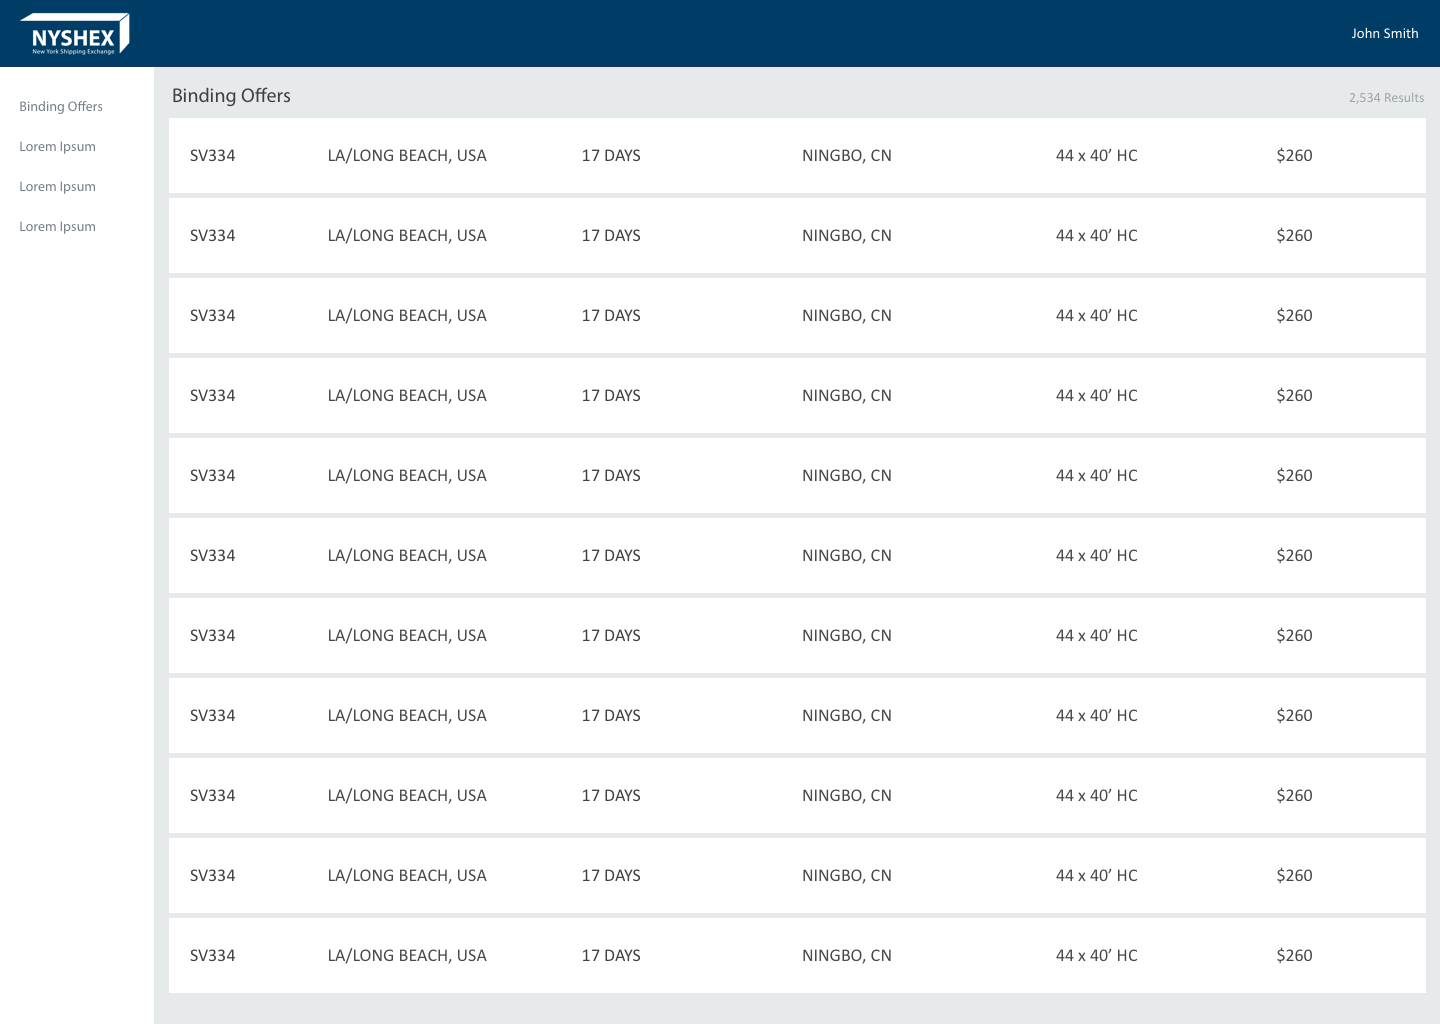 NYSHEX
New York Shipping Exchange
John Smith
Binding Offers
Lorem Ipsum
Lorem Ipsum
Lorem Ipsum
Binding Offers
2,534 Results
SV334 LA/LONG BEACH, USA 17 DAYS NINGBO, CN 44 x 40’ HC $260
SV334 LA/LONG BEACH, USA 17 DAYS NINGBO, CN 44 x 40’ HC $260
SV334 LA/LONG BEACH, USA 17 DAYS NINGBO, CN 44 x 40’ HC $260
SV334 LA/LONG BEACH, USA 17 DAYS NINGBO, CN 44 x 40’ HC $260
SV334 LA/LONG BEACH, USA 17 DAYS NINGBO, CN 44 x 40’ HC $260
SV334 LA/LONG BEACH, USA 17 DAYS NINGBO, CN 44 x 40’ HC $260
SV334 LA/LONG BEACH, USA 17 DAYS NINGBO, CN 44 x 40’ HC $260
SV334 LA/LONG BEACH, USA 17 DAYS NINGBO, CN 44 x 40’ HC $260
SV334 LA/LONG BEACH, USA 17 DAYS NINGBO, CN 44 x 40’ HC $260
SV334 LA/LONG BEACH, USA 17 DAYS NINGBO, CN 44 x 40’ HC $260
SV334 LA/LONG BEACH, USA 17 DAYS NINGBO, CN 44 x 40’ HC $260